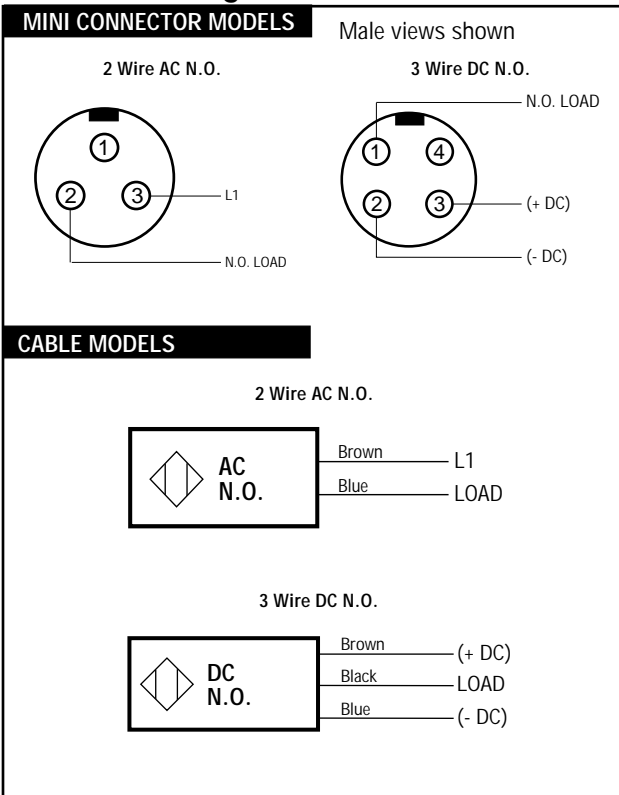 MINI CONNECTOR MODELS
Male views shown
2 Wire AC N.O.
1
2
3
L1
N.O. LOAD
3 Wire DC N.O.
N.O. LOAD
1
4
2
3
(+ DC)
(- DC)
CABLE MODELS
2 Wire AC N.O.
AC
N.O.
Brown
L1
Blue
LOAD
3 Wire DC N.O.
DC
N.O.
Brown
(+ DC)
Black
LOAD
Blue
(- DC)